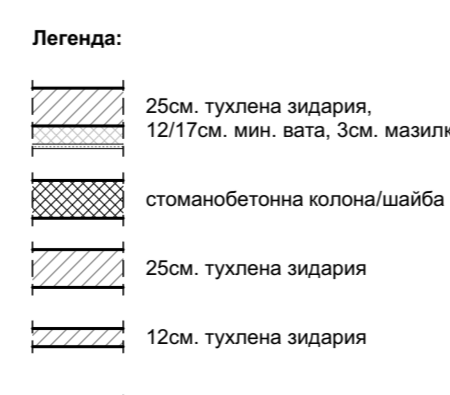 Легенда:
25см. тухлена зидария,
12/17см. мин. вата, 3см.
стоманобетонна колона/шайба
25см. тухлена зидария
12см. тухлена зидария